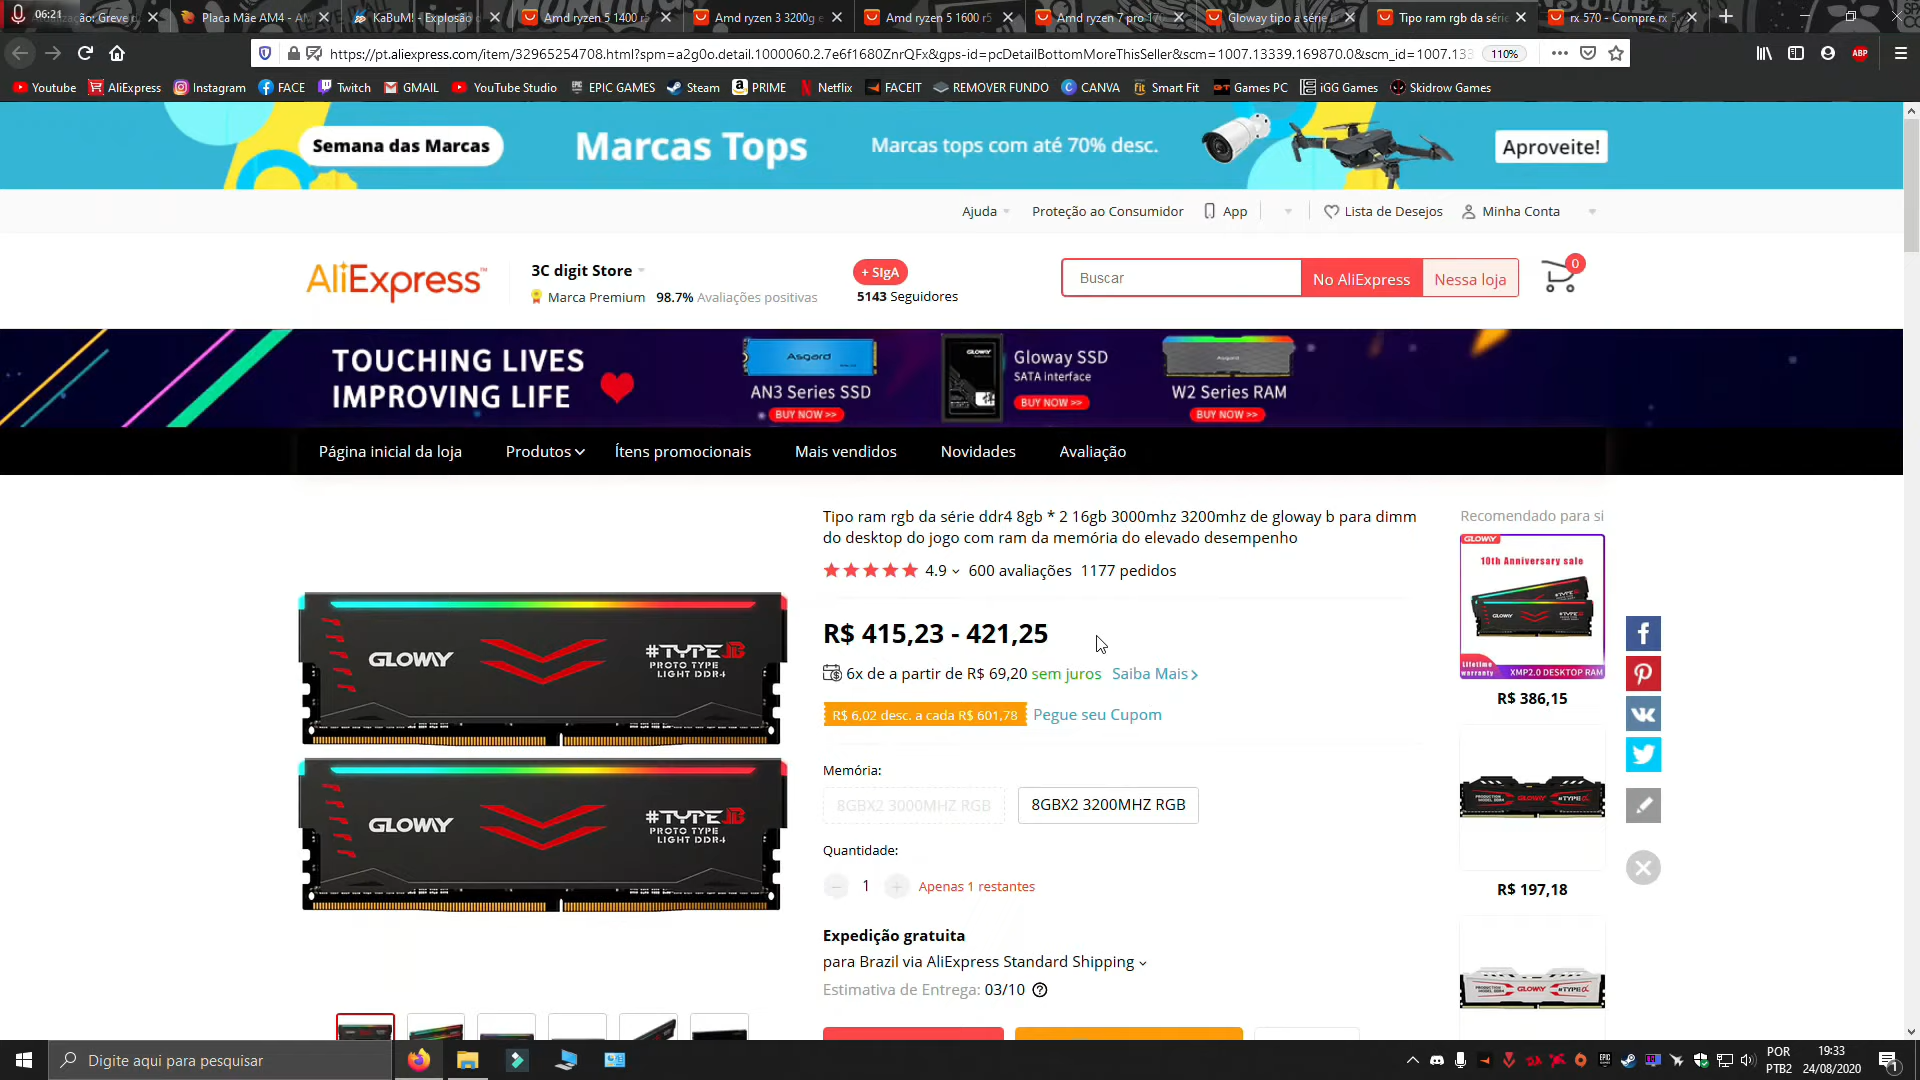 06:21
ização: Greve d
Placa Mãe AM4 - A
KaBuM! - Explosão d
Amd ryzen 5 1400 r5
Amd ryzen 3 3200g e
Amd ryzen 5 1600 r5
Amd ryzen 7 pro 17
Gloway tipo a série
Tipo ram rgb da série
rx 570 - Compre rx 5
https://pt.aliexpress.com/item/32965254708.html?spm=a2g0o.detail.1000060.2.7e6f1680ZnrQFx&gps-id=pcDetailBottomMoreThisSeller&scm=1007.13339.169870.0&scm_id=1007.133
110%
ABP
Youtube
AliExpress
Instagram
FACE
Twitch
GMAIL
YouTube Studio
EPIC GAMES
Steam
PRIME
Netflix
FACEIT
REMOVER FUNDO
CANVA
Smart Fit
Games PC
iGG Games
Skidrow Games
Semana das Marcas
Marcas Tops
Marcas tops com até 70% desc.
Aproveite!
Ajuda
Proteção ao Consumidor
App
Lista de Desejos
Minha Conta
AliExpress™
3C digit Store
Marca Premium
98.7% Avaliações positivas
+ SIgA
5143 Seguidores
Buscar
No AliExpress
Nessa loja
0
TOUCHING LIVES
IMPROVING LIFE
Asgard
AN3 Series SSD
BUY NOW >>
GLOWAY
Gloway SSD
SATA interface
BUY NOW >>
Asgard
W2 Series RAM
BUY NOW >>
Página inicial da loja
Produtos
Ítens promocionais
Mais vendidos
Novidades
Avaliação
Tipo ram rgb da série ddr4 8gb * 2 16gb 3000mhz 3200mhz de gloway b para dimm
do desktop do jogo com ram da memória do elevado desempenho
4.9
600 avaliações
1177 pedidos
R$ 415,23 - 421,25
6x de a partir de R$ 69,20 sem juros
Saiba Mais
R$ 6,02 desc. a cada R$ 601,78
Pegue seu Cupom
Memória:
8GBX2 3000MHZ RGB
8GBX2 3200MHZ RGB
Quantidade:
1
Apenas 1 restantes
Expedição gratuita
para Brazil via AliExpress Standard Shipping
Estimativa de Entrega: 03/10
GLOWAY
#TYPE B
PROTO TYPE
LIGHT DDR4
GLOWAY
#TYPE B
PROTO TYPE
LIGHT DDR4
Recomendado para si
GLOWAY
10th Anniversary sale
Lifetime
warranty
XMP2.0 DESKTOP RAM
R$ 386,15
GLOWAY
R$ 197,18
GLOWAY
Digite aqui para pesquisar
POR
PTB2
19:33
24/08/2020
1